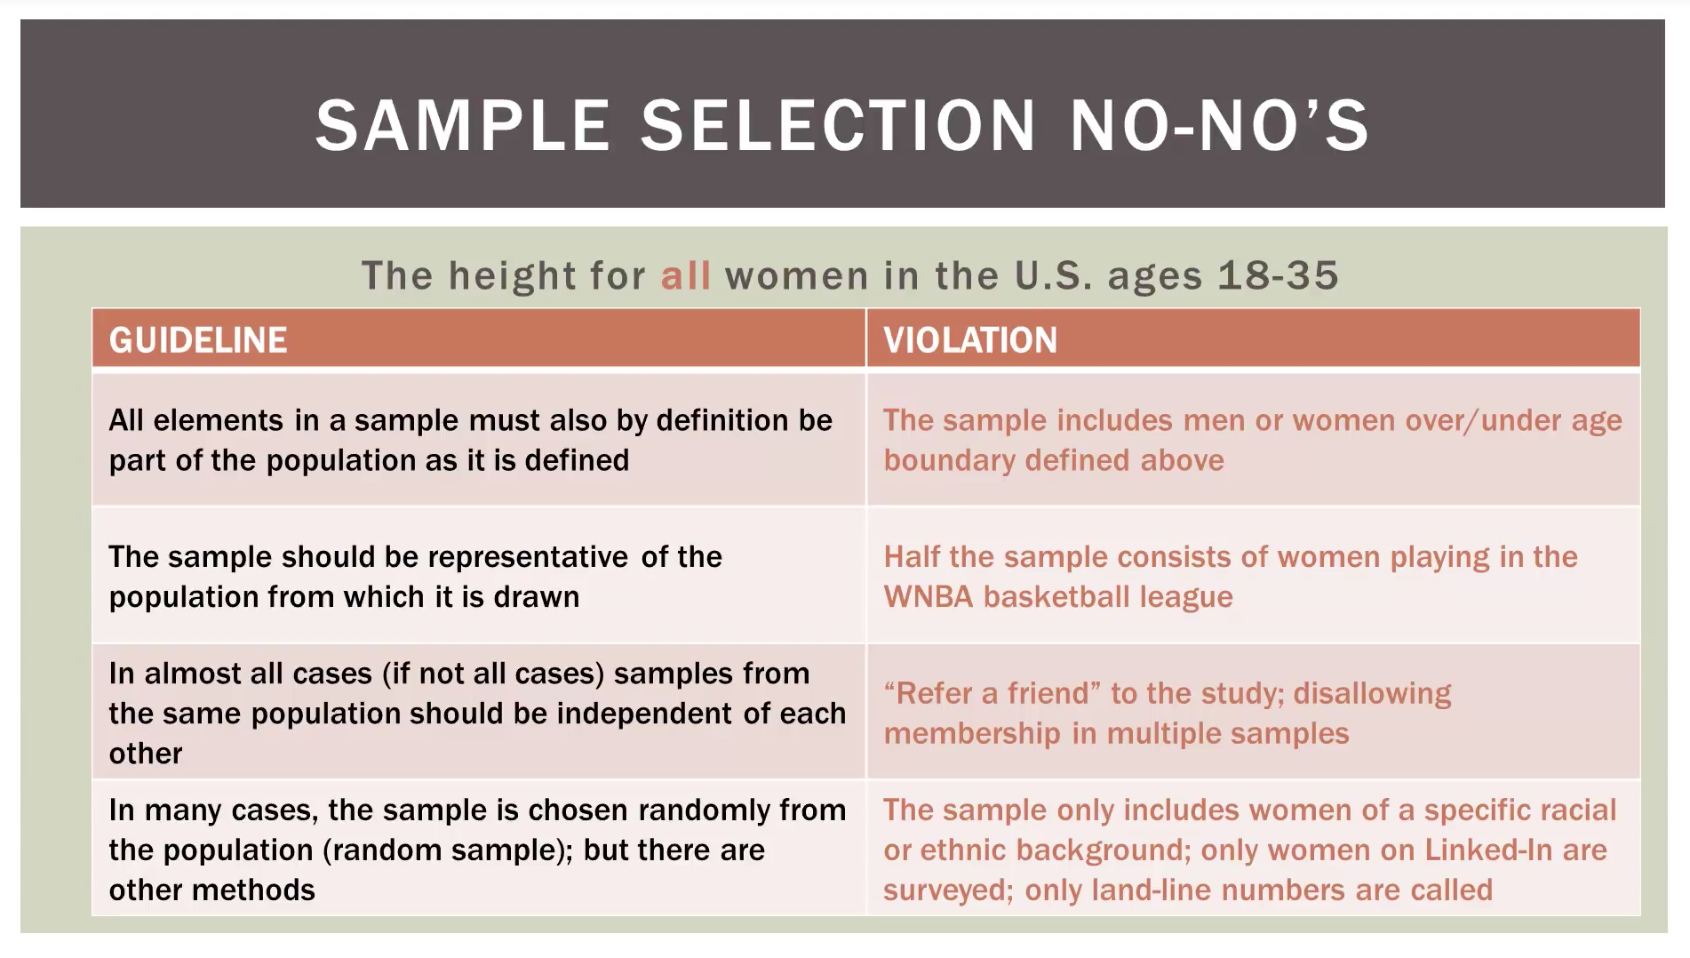 SAMPLE SELECTION NO-NO’S
The height for all women in the U.S. ages 18-35
GUIDELINE
VIOLATION
All elements in a sample must also by definition be
part of the population as it is defined
The sample includes men or women over/under age
boundary defined above
The sample should be representative of the
population from which it is drawn
Half the sample consists of women playing in the
WNBA basketball league
In almost all cases (if not all cases) samples from
the same population should be independent of each
other
“Refer a friend” to the study; disallowing
membership in multiple samples
In many cases, the sample is chosen randomly from
the population (random sample); but there are
other methods
The sample only includes women of a specific racial
or ethnic background; only women on Linked-In are
surveyed; only land-line numbers are called